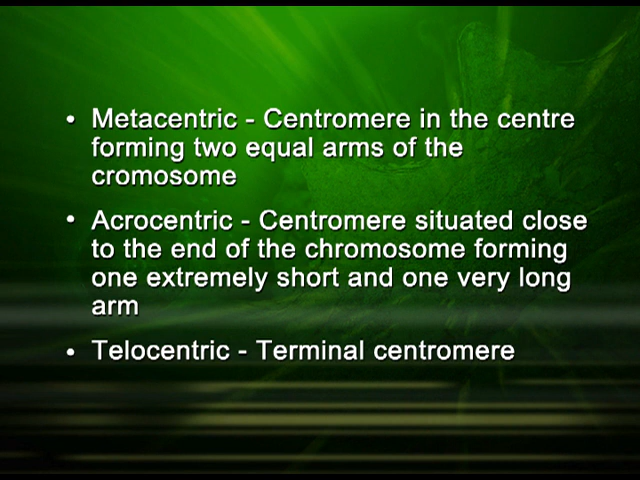 • Metacentric - Centromere in the centre
forming two equal arms of the
cromosome
• Acrocentric - Centromere situated close
to the end of the chromosome forming
one extremely short and one very long
arm
• Telocentric - Terminal centromere